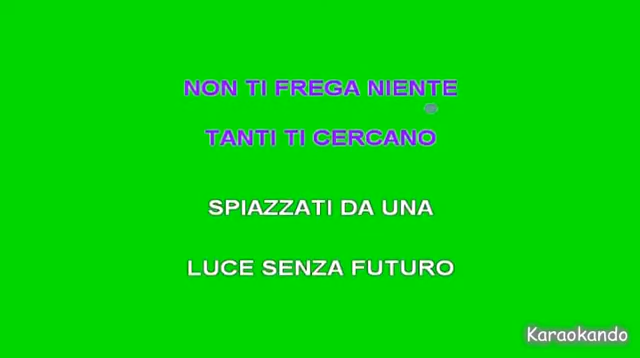 NON TI FREGA NIENTE
TANTI TI CERCANO
SPIAZZATI DA UNA
LUCE SENZA FUTURO
Karaokando